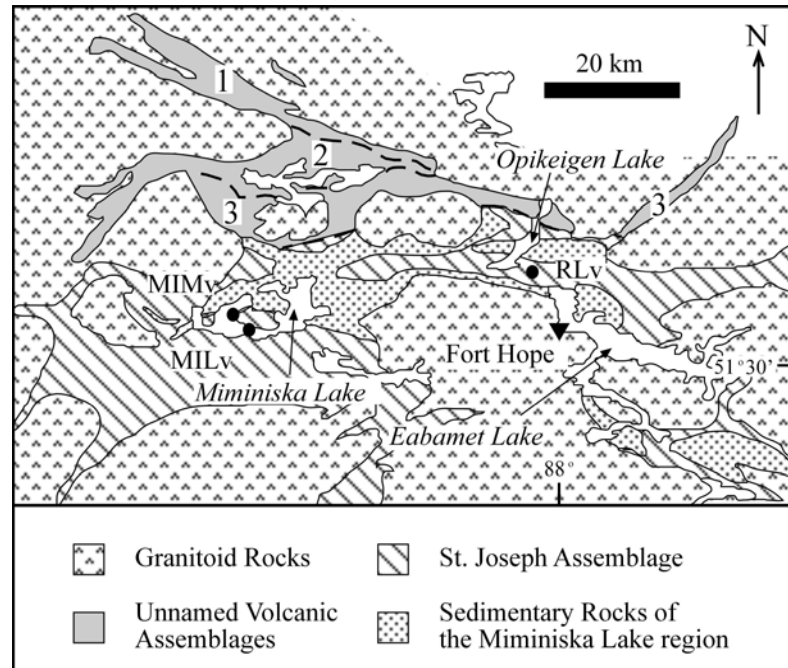 N
20 km
1
2
Opikeigen Lake
3
3
MIMv
RLv
MILv
Fort Hope
Miminiska Lake
51°30’
Eabamet Lake
88°
Granitoid Rocks
St. Joseph Assemblage
Unnamed Volcanic
Assemblages
Sedimentary Rocks of
the Miminiska Lake region